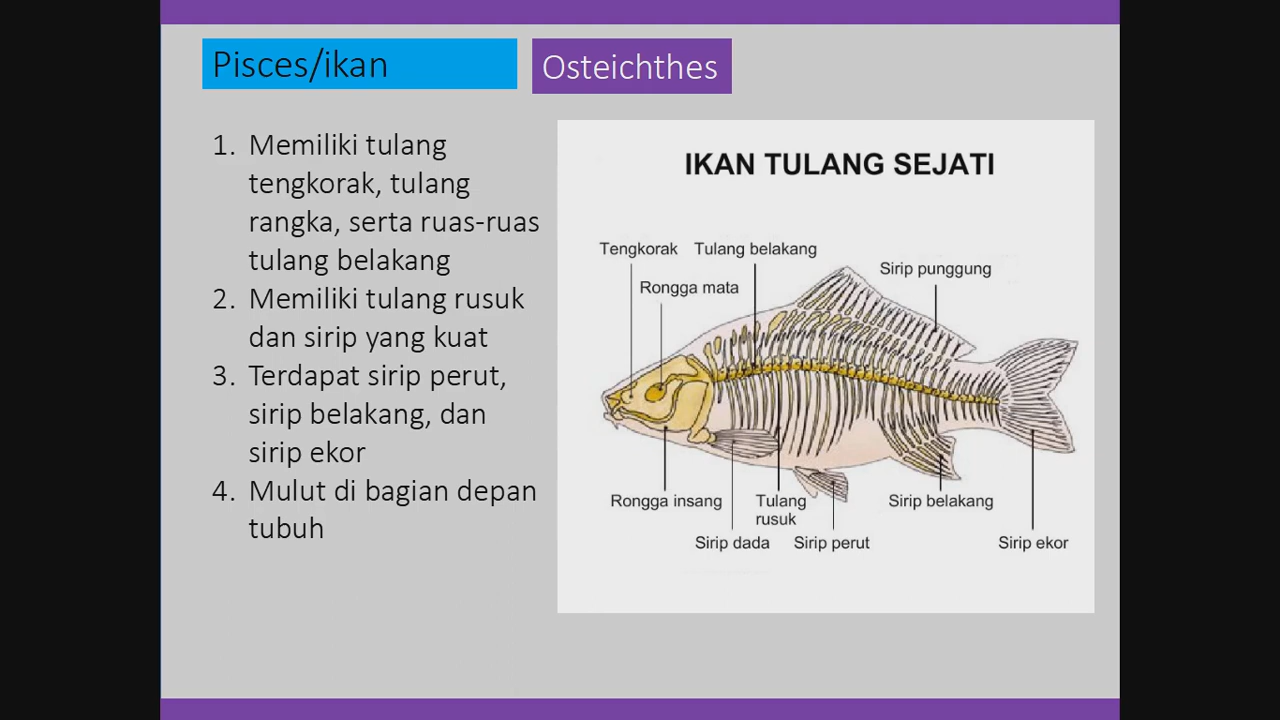 Pisces/ikan
Osteichthes
1. Memiliki tulang
tengkorak, tulang
rangka, serta ruas-ruas
tulang belakang
2. Memiliki tulang rusuk
dan sirip yang kuat
3. Terdapat sirip perut,
sirip belakang, dan
sirip ekor
4. Mulut di bagian depan
tubuh
IKAN TULANG SEJATI
Tengkorak
Tulang belakang
Sirip punggung
Rongga mata
Rongga insang
Tulang
rusuk
Sirip belakang
Sirip dada
Sirip perut
Sirip ekor